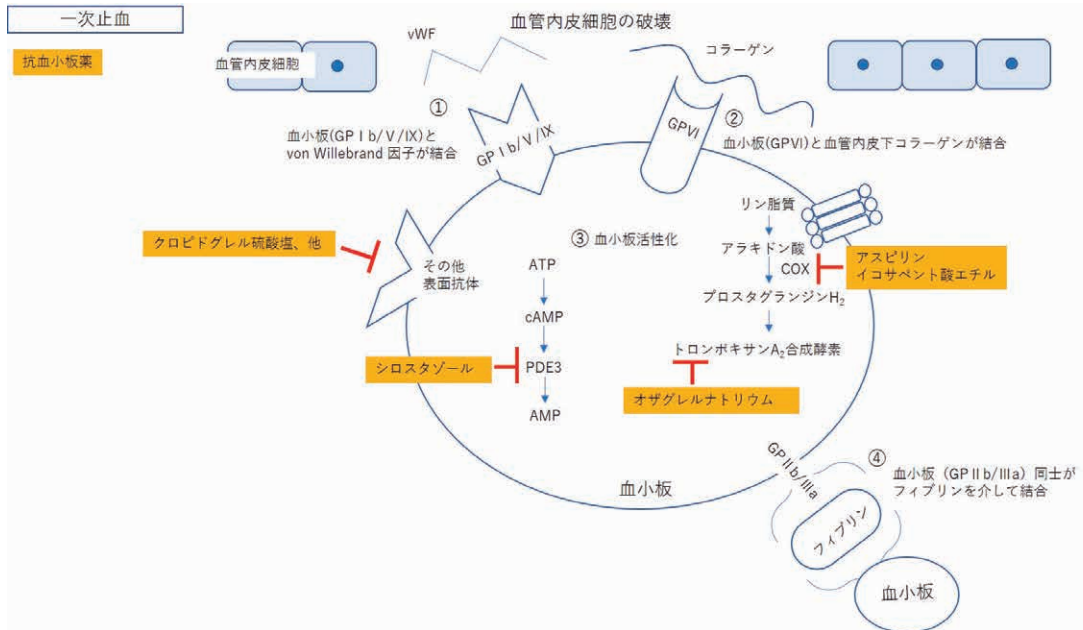 一次止血
抗血小板薬
血管内皮細胞の破壊
vWF
コラーゲン
血管内皮細胞
①
血小板(GPⅠb/Ⅴ/Ⅸ)と
von Willebrand 因子が結合
GPⅠb/Ⅴ/Ⅸ
GPVI
②
血小板(GPVI)と血管内皮下コラーゲンが結合
クロピドグレル硫酸塩、他
その他
表面抗体
③ 血小板活性化
ATP
cAMP
シロスタゾール
PDE3
AMP
リン脂質
アラキドン酸
COX
プロスタグランジンH₂
トロンボキサンA₂合成酵素
アスピリン
イコサペント酸エチル
オザグレルナトリウム
血小板
GPⅡb/Ⅲa
④
血小板（GPⅡb/Ⅲa）同士が
フィブリンを介して結合
フィブリン
血小板